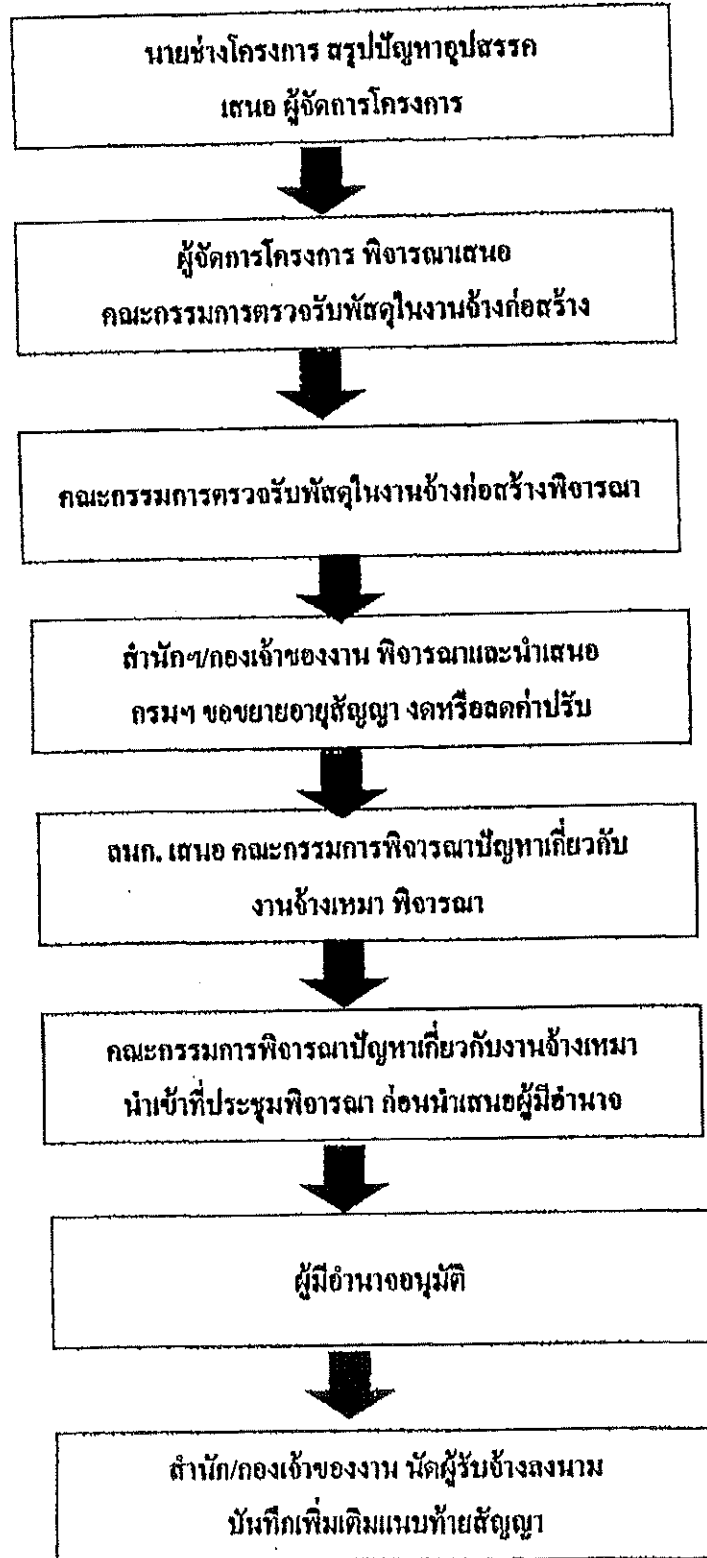 นายช่างโครงการ สรุปปัญหาอุปสรรค
เสนอ ผู้จัดการโครงการ
ผู้จัดการโครงการ พิจารณาเสนอ
คณะกรรมการตรวจรับพัสดุในงานจ้างก่อสร้าง
คณะกรรมการตรวจรับพัสดุในงานจ้างก่อสร้างพิจารณา
สำนักฯ/กองเจ้าของงาน พิจารณาและนำเสนอ
กรมฯ ขอขยายอายุสัญญา งดหรือลดค่าปรับ
ลนก. เสนอ คณะกรรมการพิจารณาปัญหาเกี่ยวกับ
งานจ้างเหมา พิจารณา
คณะกรรมการพิจารณาปัญหาเกี่ยวกับงานจ้างเหมา
นำเข้าที่ประชุมพิจารณา ก่อนนำเสนอผู้มีอำนาจ
ผู้มีอำนาจอนุมัติ
สำนัก/กองเจ้าของงาน นัดผู้รับจ้างลงนาม
บันทึกเพิ่มเติมแนบท้ายสัญญา